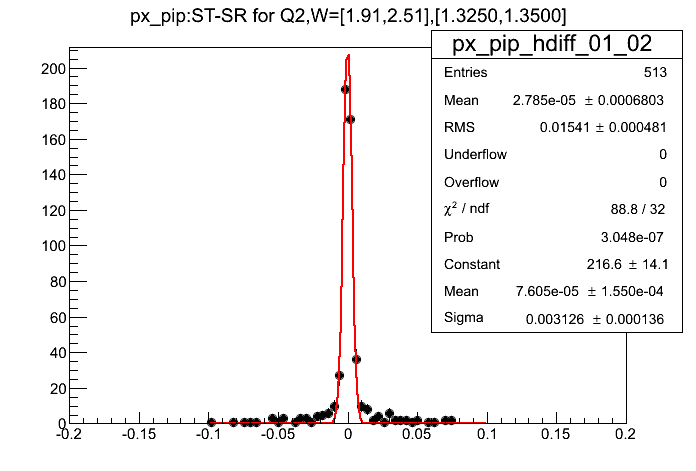 px_pip:ST-SR for Q2,W=[1.91,2.51],[1.3250,1.3500]
px_pip_hdiff_01_02
Entries 513
Mean 2.785e-05 ± 0.0006803
RMS 0.01541 ± 0.000481
Underflow 0
Overflow 0
χ² / ndf 88.8 / 32
Prob 3.048e-07
Constant 216.6 ± 14.1
Mean 7.605e-05 ± 1.550e-04
Sigma 0.003126 ± 0.000136
200
180
160
140
120
100
80
60
40
20
0
-0.2 -0.15 -0.1 -0.05 0 0.05 0.1 0.15 0.2